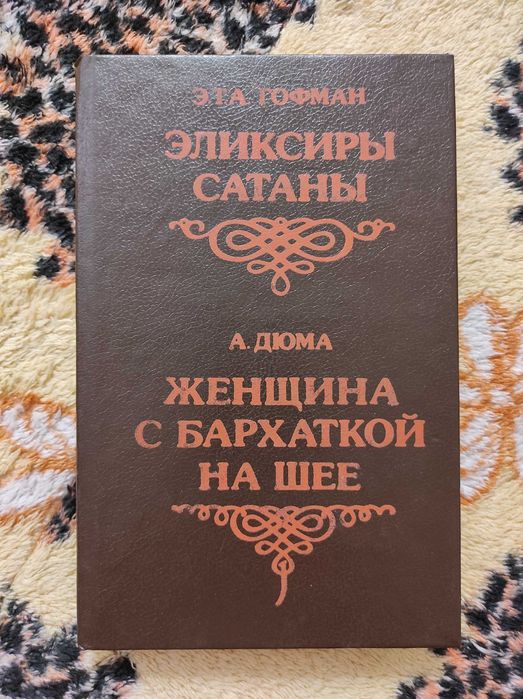 Э.Т.А. ГОФМАН
ЭЛИКСИРЫ
САТАНЫ
А. ДЮМА
ЖЕНЩИНА
С БАРХАТКОЙ
НА ШЕЕ